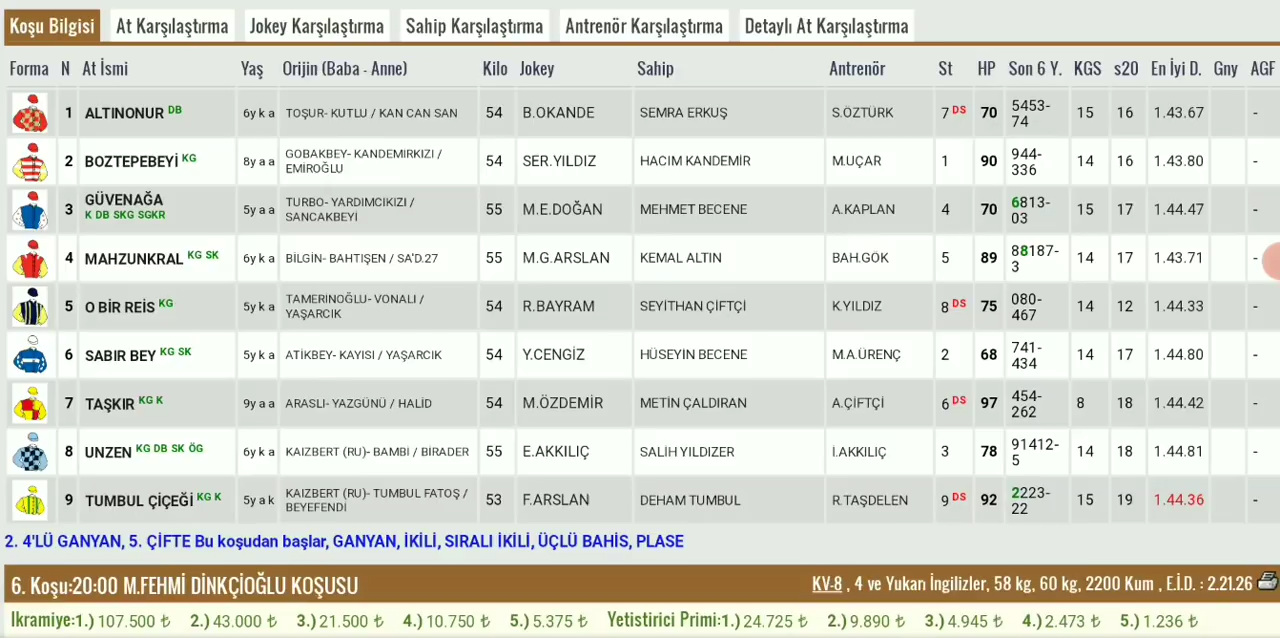 Koşu Bilgisi At Karşılaştırma Jokey Karşılaştırma Sahip Karşılaştırma Antrenör Karşılaştırma Detaylı At Karşılaştırma
Forma N At İsmi Yaş Orijin (Baba - Anne) Kilo Jokey Sahip Antrenör St HP Son 6 Y. KGS s20 En İyi D. Gny AGF
1 ALTINONUR DB 6y k a TOŞUR- KUTLU / KAN CAN SAN 54 B.OKANDE SEMRA ERKUŞ S.ÖZTÜRK 7 DS 70 5453-74 15 16 1.43.67 -
2 BOZTEPEBEYİ KG 8y a a GOBAKBEY- KANDEMIRKIZI / EMIROĞLU 54 SER.YILDIZ HACIM KANDEMİR M.UÇAR 1 90 944-336 14 16 1.43.80 -
3 GÜVENAĞA K DB SKG SGKR 5y a a TURBO- YARDIMCIKIZI / SANCAKBEYİ 55 M.E.DOĞAN MEHMET BECENE A.KAPLAN 4 70 6813-03 15 17 1.44.47 -
4 MAHZUNKRAL KG SK 6y k a BİLGİN- BAHTIŞEN / SA'D.27 55 M.G.ARSLAN KEMAL ALTIN BAH.GÖK 5 89 88187-3 14 17 1.43.71 -
5 O BİR REİS KG 5y k a TAMERINOĞLU- VONALI / YAŞARCIK 54 R.BAYRAM SEYİTHAN ÇİFTÇİ K.YILDIZ 8 DS 75 080-467 14 12 1.44.33 -
6 SABIR BEY KG SK 5y k a ATİKBEY- KAYISI / YAŞARCIK 54 Y.CENGİZ HÜSEYIN BECENE M.A.ÜRENÇ 2 68 741-434 14 17 1.44.80 -
7 TAŞKIR KG K 9y a a ARASLI- YAZGÜNÜ / HALİD 54 M.ÖZDEMİR METİN ÇALDIRAN A.ÇİFTÇİ 6 DS 97 454-262 8 18 1.44.42 -
8 UNZEN KG DB SK ÖG 6y k a KAIZBERT (RU)- BAMBI / BİRADER 55 E.AKKILIÇ SALİH YILDIZER İ.AKKILIÇ 3 78 91412-5 14 18 1.44.81 -
9 TUMBUL ÇİÇEĞİ KG K 5y a k KAIZBERT (RU)- TUMBUL FATOŞ / BEYEFENDİ 53 F.ARSLAN DEHAM TUMBUL R.TAŞDELEN 9 DS 92 2223-22 15 19 1.44.36 -
2. 4'LÜ GANYAN, 5. ÇİFTE Bu koşudan başlar, GANYAN, İKİLİ, SIRALI İKİLİ, ÜÇLÜ BAHİS, PLASE
6. Koşu:20:00 M.FEHMİ DİNKÇİOĞLU KOŞUSU KV-8 , 4 ve Yukarı İngilizler, 58 kg, 60 kg, 2200 Kum , E.İ.D. : 2.21.26
Ikramiye:1.) 107.500 ₺ 2.) 43.000 ₺ 3.) 21.500 ₺ 4.) 10.750 ₺ 5.) 5.375 ₺ Yetistirici Primi:1.) 24.725 ₺ 2.) 9.890 ₺ 3.) 4.945 ₺ 4.) 2.473 ₺ 5.) 1.236 ₺